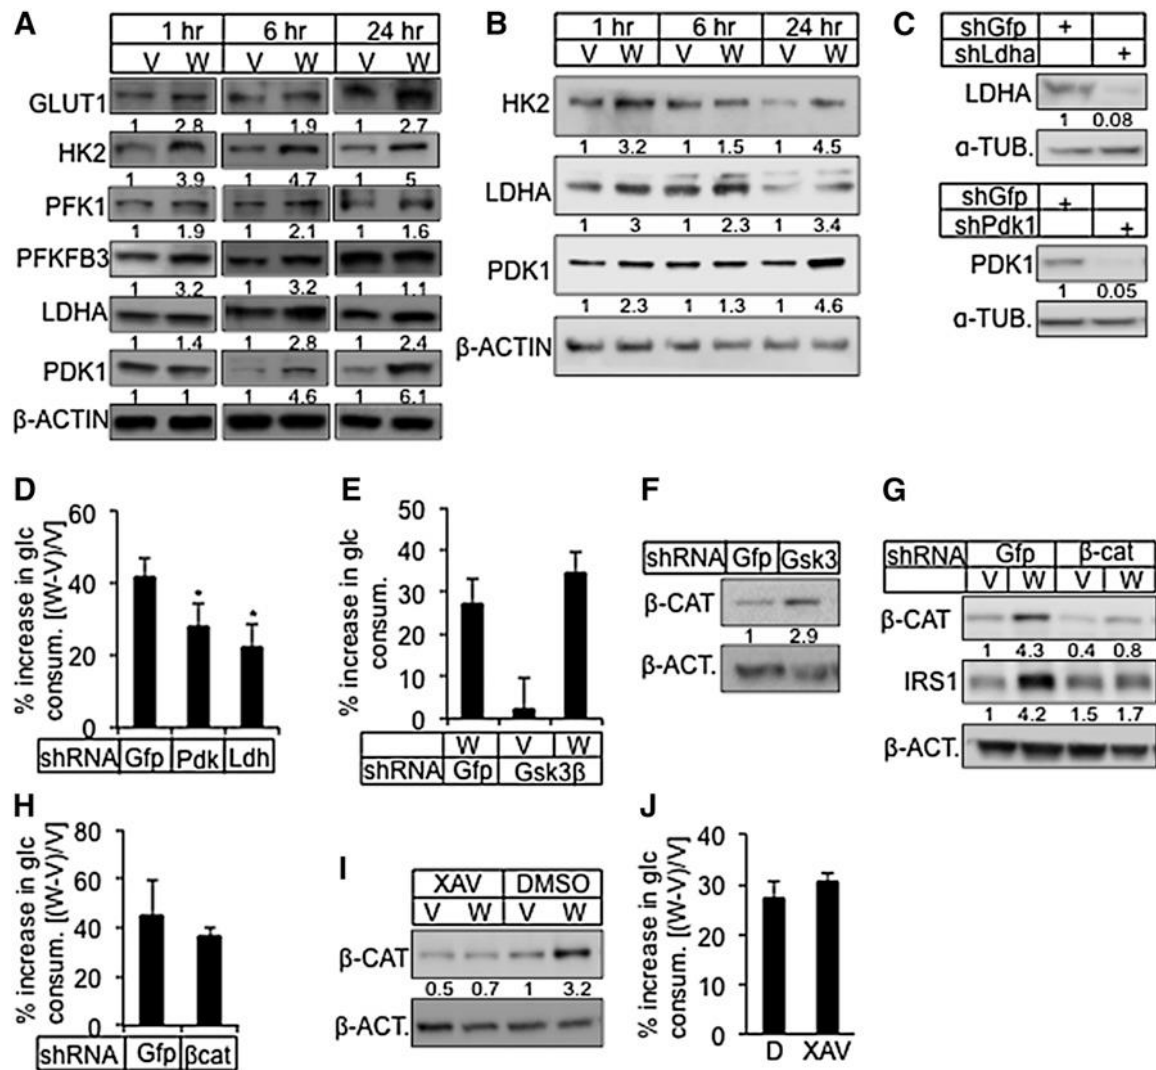 A
1 hr 6 hr 24 hr
V W V W V W
GLUT1
1 2.8 1 1.9 1 2.7
HK2
1 3.9 1 4.7 1 5
PFK1
1 1.9 1 2.1 1 1.6
PFKFB3
1 3.2 1 3.2 1 1.1
LDHA
1 1.4 1 2.8 1 2.4
PDK1
1 1 1 4.6 1 6.1
β-ACTIN
B
1 hr 6 hr 24 hr
V W V W V W
HK2
1 3.2 1 1.5 1 4.5
LDHA
1 3 1 2.3 1 3.4
PDK1
1 2.3 1 1.3 1 4.6
β-ACTIN
C
shGfp +
shLdha +
LDHA
1 0.08
α-TUB.
shGfp +
shPdk1 +
PDK1
1 0.05
α-TUB.
D
% increase in glc
consum. [(W-V)/V]
60
40
20
0
* *
shRNA Gfp Pdk Ldh
E
% increase in glc
consum.
50
40
30
20
10
0
W V W
shRNA Gfp Gsk3β
F
shRNA Gfp Gsk3
β-CAT
1 2.9
β-ACT.
G
shRNA Gfp β-cat
V W V W
β-CAT
1 4.3 0.4 0.8
IRS1
1 4.2 1.5 1.7
β-ACT.
H
% increase in glc
consum. [(W-V)/V]
80
60
40
20
0
shRNA Gfp βcat
I
XAV DMSO
V W V W
β-CAT
0.5 0.7 1 3.2
β-ACT.
J
% increase in glc
consum. [(W-V)/V]
40
30
20
10
0
D XAV